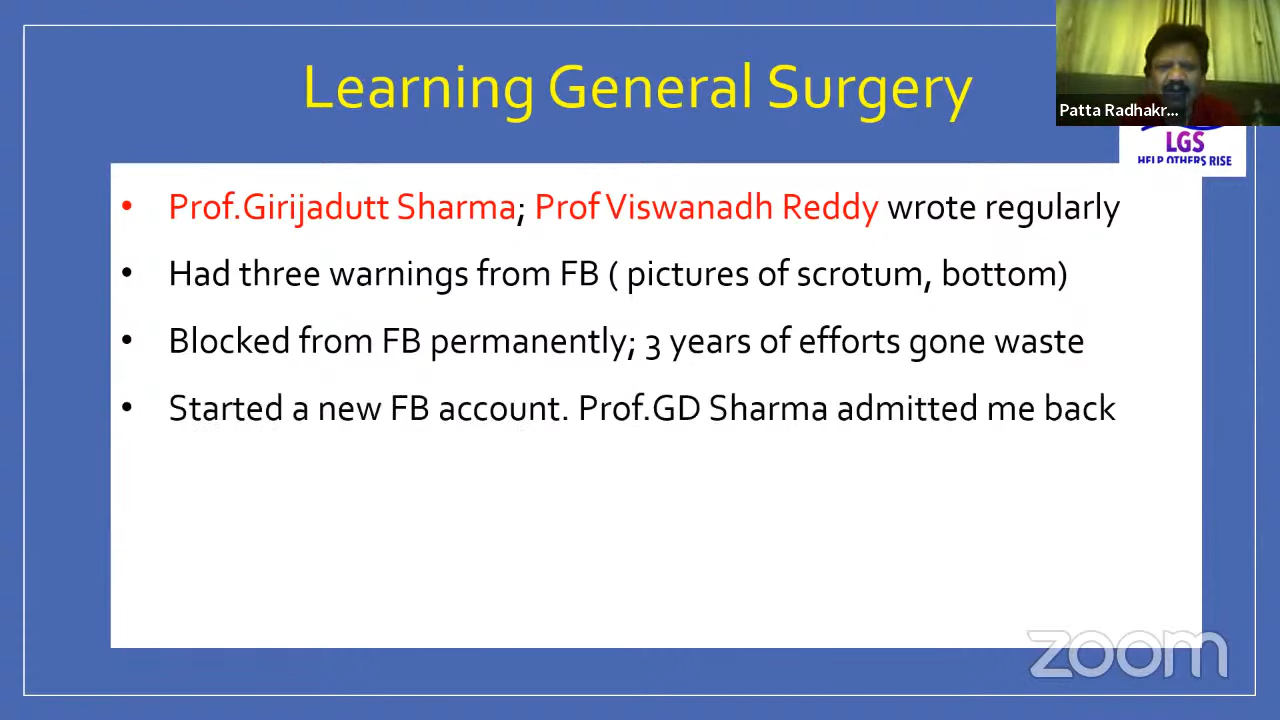 Learning General Surgery
Patta Radhakr...
LGS
HELP OTHERS RISE
• Prof.Girijadutt Sharma; Prof Viswanadh Reddy wrote regularly
• Had three warnings from FB ( pictures of scrotum, bottom)
• Blocked from FB permanently; 3 years of efforts gone waste
• Started a new FB account. Prof.GD Sharma admitted me back
zoom